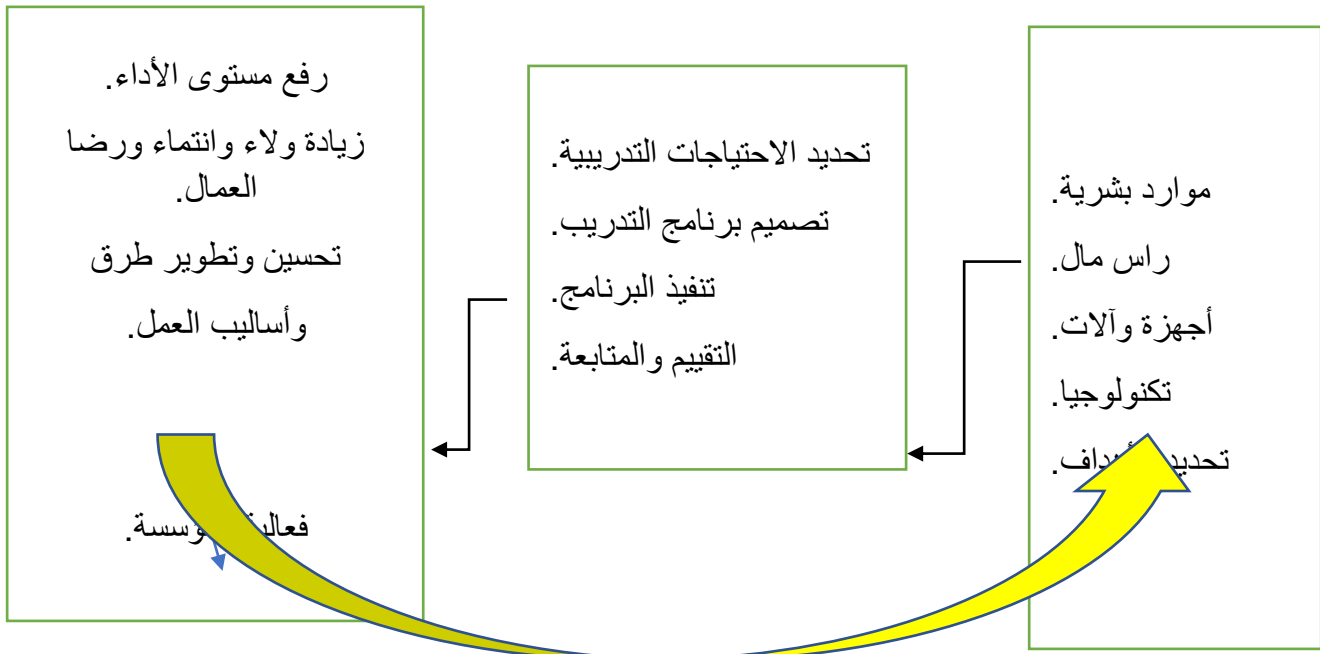 موارد بشرية.
راس مال.
أجهزة وآلات.
تكنولوجيا.
تحديد
تحديد الاحتياجات التدريبية.
تصميم برنامج التدريب.
تنفيذ البرنامج.
التقييم والمتابعة.
رفع مستوى الأداء.
زيادة ولاء وانتماء ورضا
العمال.
تحسين وتطوير طرق
وأساليب العمل.
فعالية